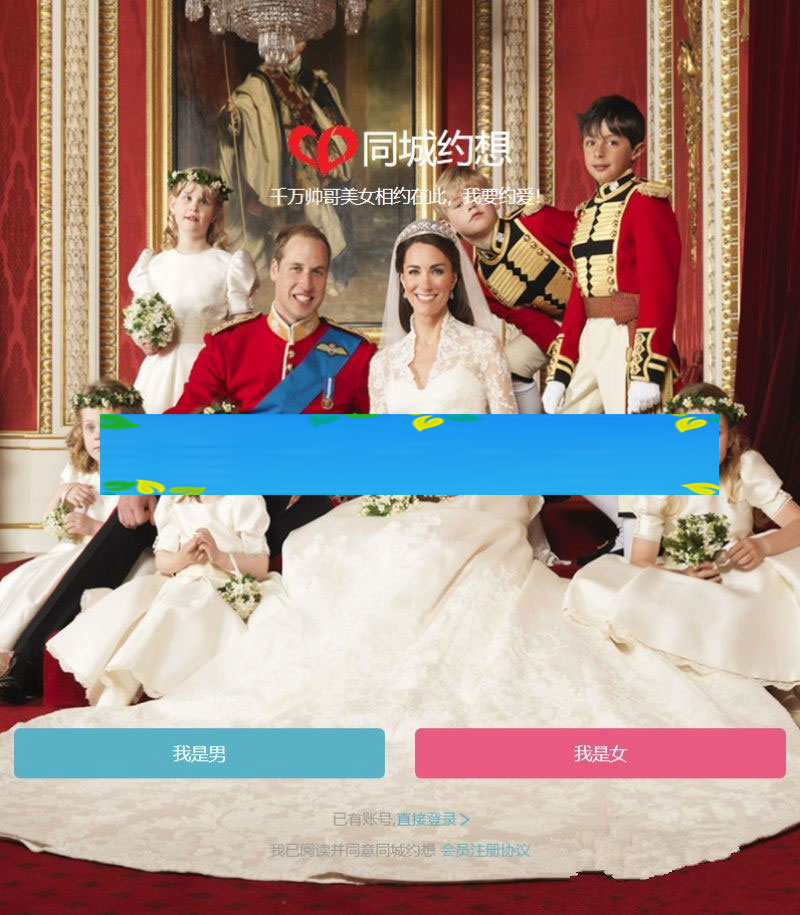 同城约想
千万帅哥美女相约在此，我要约爱！
我是男
我是女
已有账号,直接登录 >
我已阅读并同意同城约想 会员注册协议